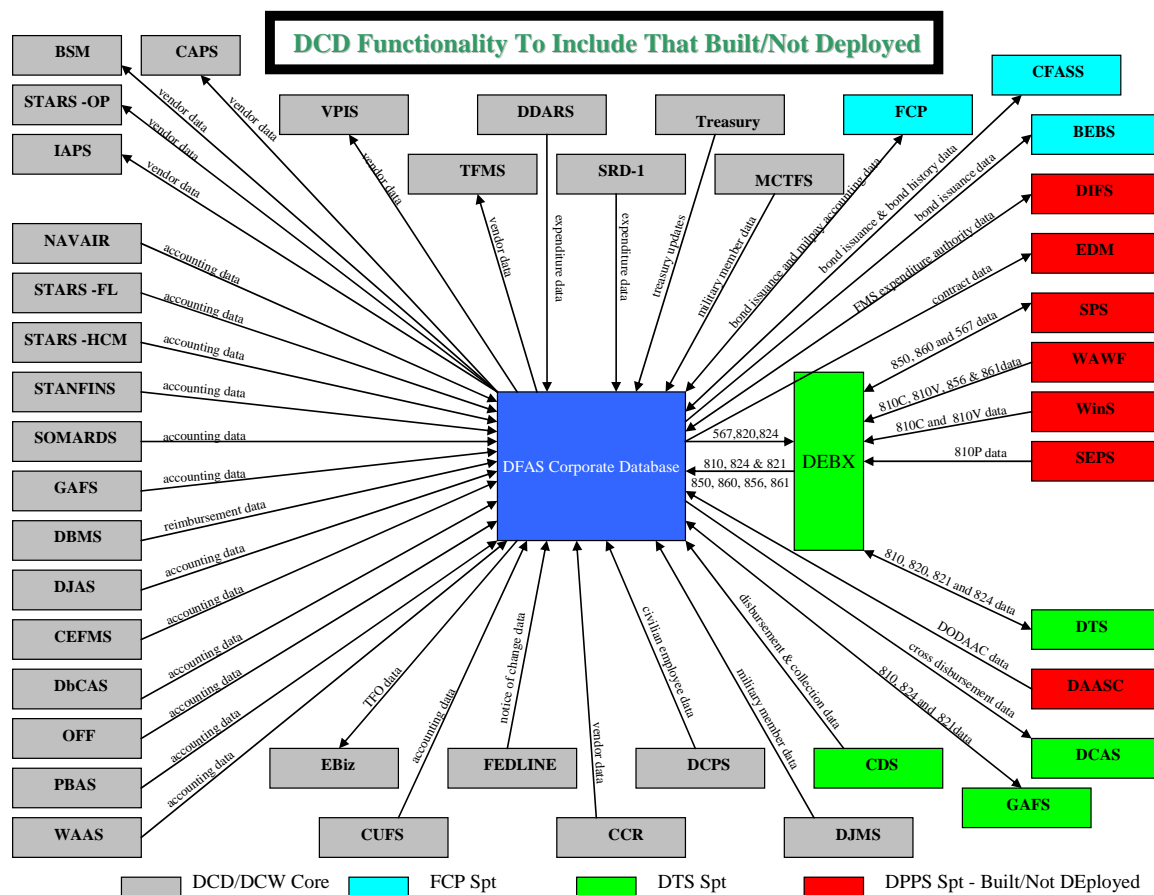 DCD Functionality To Include That Built/Not Deployed
BSM
CAPS
CFASS
STARS -OP
VPIS
DDARS
Treasury
FCP
BEBS
IAPS
TFMS
SRD-1
MCTFS
DIFS
NAVAIR
EDM
STARS -FL
SPS
STARS -HCM
WAWF
STANFINS
WinS
SOMARDS
SEPS
GAFS
DBMS
DJAS
CEFMS
DTS
DbCAS
DAASC
OFF
EBiz
FEDLINE
DCPS
CDS
DCAS
PBAS
GAFS
WAAS
CUFS
CCR
DJMS
DFAS Corporate Database
DEBX
vendor data
vendor data
vendor data
vendor data
vendor data
vendor data
expenditure data
expenditure data
treasury updates
military member data
bond issuance and milpay accounting data
bond issuance & bond history data
bond issuance data
FMS expenditure authority data
contract data
850, 860 and 567 data
810C, 810V, 856 & 861data
810C and 810V data
810P data
567,820,824
810, 824 & 821
850, 860, 856, 861
810, 820, 821 and 824 data
DODAAC data
cross disbursement data
810, 824 and 821data
disbursement & collection data
military member data
civilian employee data
vendor data
notice of change data
accounting data
TFO data
accounting data
accounting data
accounting data
accounting data
accounting data
accounting data
reimbursement data
accounting data
accounting data
accounting data
accounting data
accounting data
accounting data
DCD/DCW Core
FCP Spt
DTS Spt
DPPS Spt - Built/Not DEployed